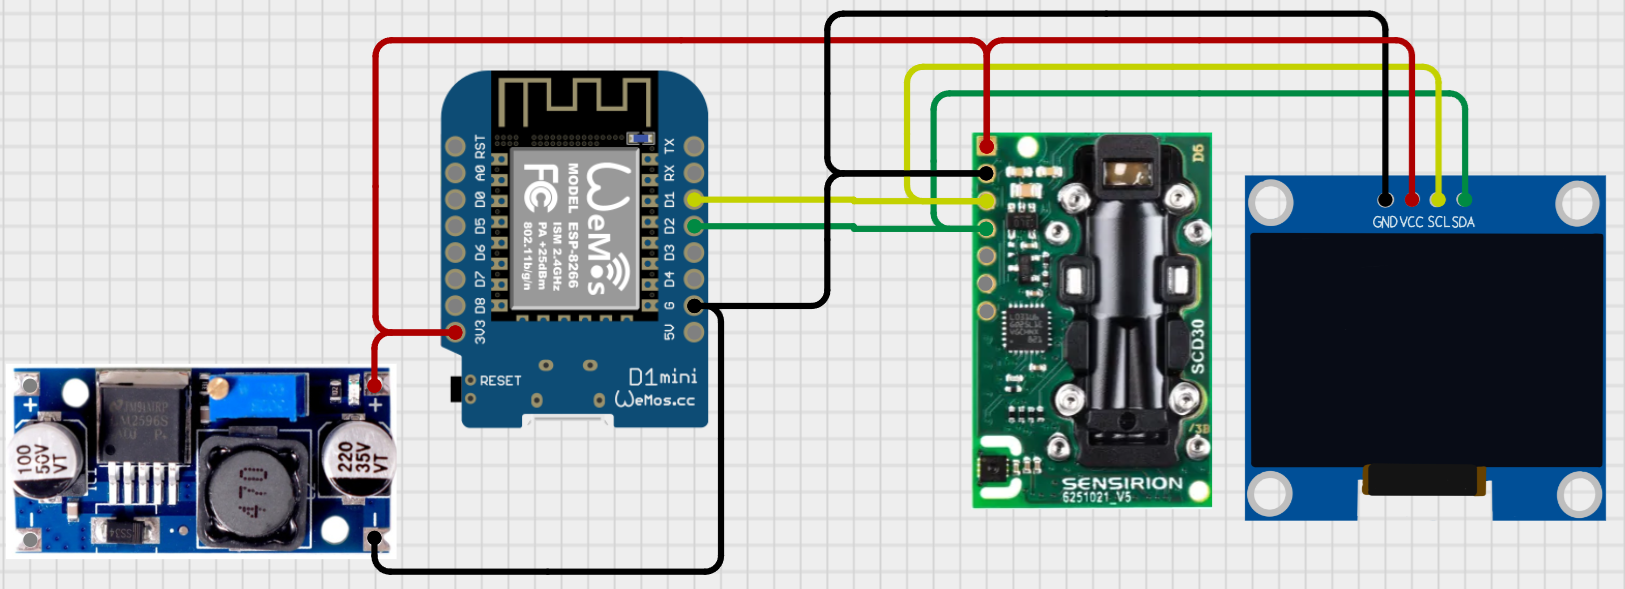 RST
A0
D0
D5
D6
D7
D8
3V3
TX
RX
D1
D2
D3
D4
G
5V
WeMos
MODEL ESP-8266
ISM 2.4GHz
PA +25dBm
802.11b/g/n
FC
RESET
D1 mini
WeMos.cc
+
+
-
-
100
50V
VT
LM2596S
SS34
470
220
35V
VT
D6
SCD30
SENSIRION
6251021_V5
GND VCC SCL SDA